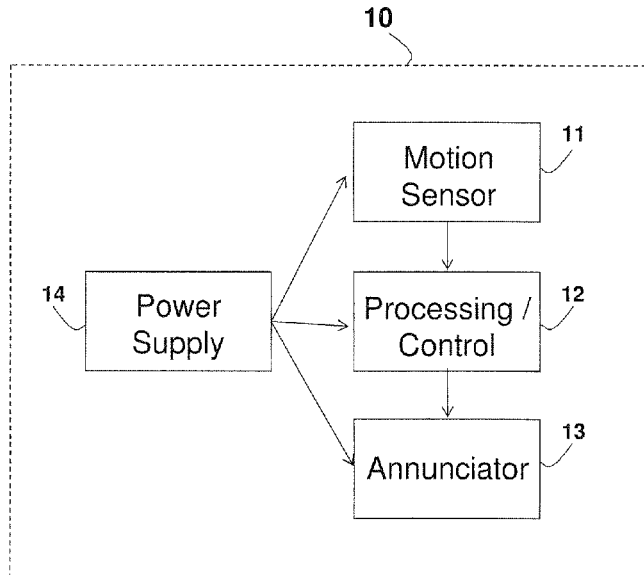 10
Motion
Sensor
11
14
Power
Supply
Processing /
Control
12
Annunciator
13